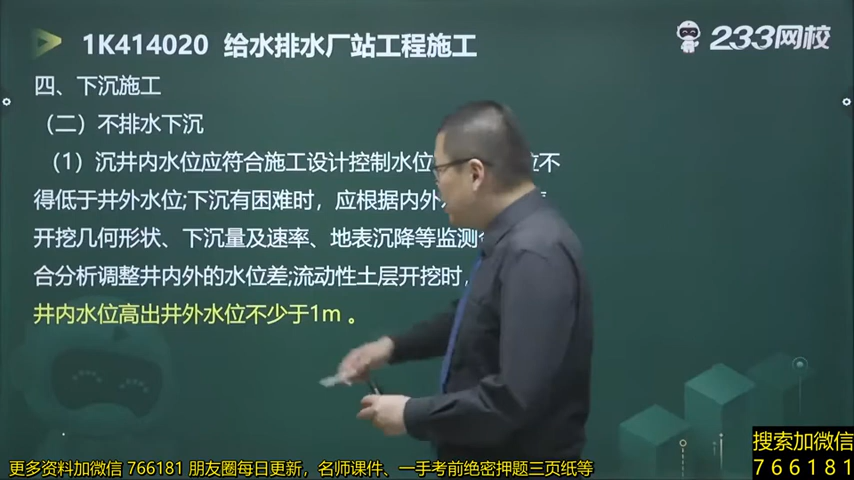 1K414020 给水排水厂站工程施工
233网校
四、下沉施工
（二）不排水下沉
（1）沉井内水位应符合施工设计控制水位 位不
得低于井外水位;下沉有困难时，应根据内外
开挖几何形状、下沉量及速率、地表沉降等监测
合分析调整井内外的水位差;流动性土层开挖时，
井内水位高出井外水位不少于1m 。
搜索加微信
766181
更多资料加微信 766181 朋友圈每日更新，名师课件、一手考前绝密押题三页纸等